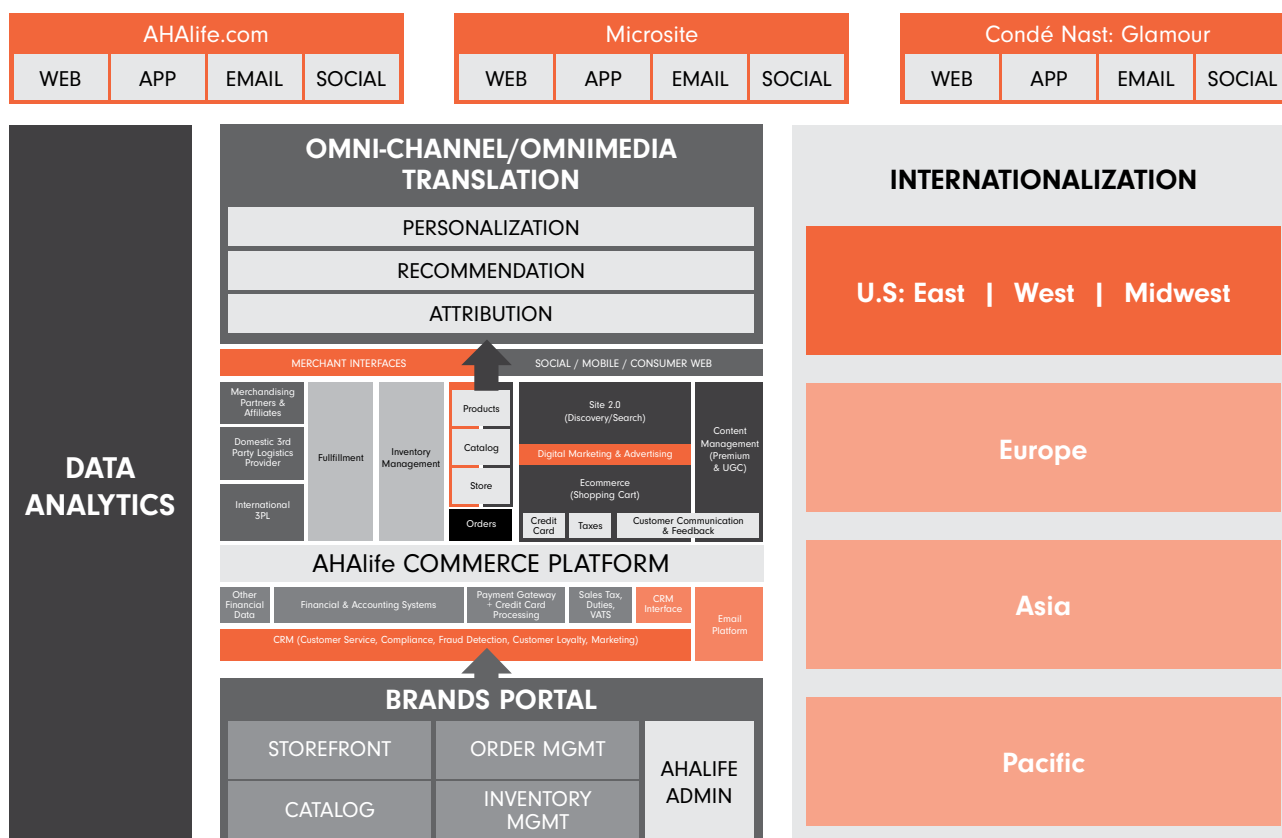 AHAlife.com
WEB
APP
EMAIL
SOCIAL
Microsite
WEB
APP
EMAIL
SOCIAL
Condé Nast: Glamour
WEB
APP
EMAIL
SOCIAL
DATA
ANALYTICS
OMNI-CHANNEL/OMNIMEDIA
TRANSLATION
PERSONALIZATION
RECOMMENDATION
ATTRIBUTION
MERCHANT INTERFACES
SOCIAL / MOBILE / CONSUMER WEB
Merchandising
Partners &
Affiliates
Domestic 3rd
Party Logistics
Provider
International
3PL
Fullfillment
Inventory
Management
Products
Catalog
Store
Orders
Site 2.0
(Discovery/Search)
Digital Marketing & Advertising
Ecommerce
(Shopping Cart)
Credit
Card
Taxes
Customer Communication
& Feedback
Content
Management
(Premium
& UGC)
AHAlife COMMERCE PLATFORM
Other
Financial
Data
Financial & Accounting Systems
Payment Gateway
+ Credit Card
Processing
Sales Tax,
Duties,
VATS
CRM
Interface
Email
Platform
CRM (Customer Service, Compliance, Fraud Detection, Customer Loyalty, Marketing)
BRANDS PORTAL
STOREFRONT
ORDER MGMT
CATALOG
INVENTORY
MGMT
AHALIFE
ADMIN
INTERNATIONALIZATION
U.S: East | West | Midwest
Europe
Asia
Pacific